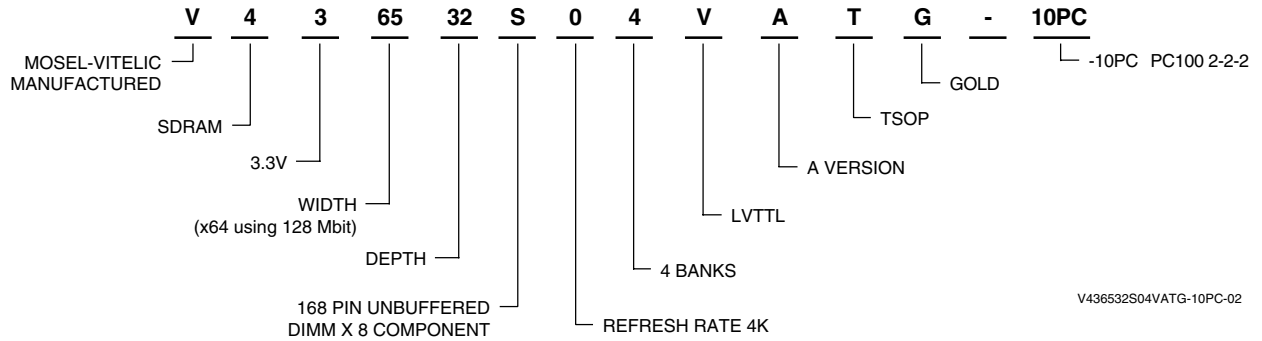 V 4 3 65 32 S 0 4 V A T G - 10PC
MOSEL-VITELIC
MANUFACTURED
-10PC PC100 2-2-2
GOLD
SDRAM
TSOP
3.3V
A VERSION
WIDTH
(x64 using 128 Mbit)
LVTTL
DEPTH
4 BANKS
168 PIN UNBUFFERED
DIMM X 8 COMPONENT
REFRESH RATE 4K
V436532S04VATG-10PC-02